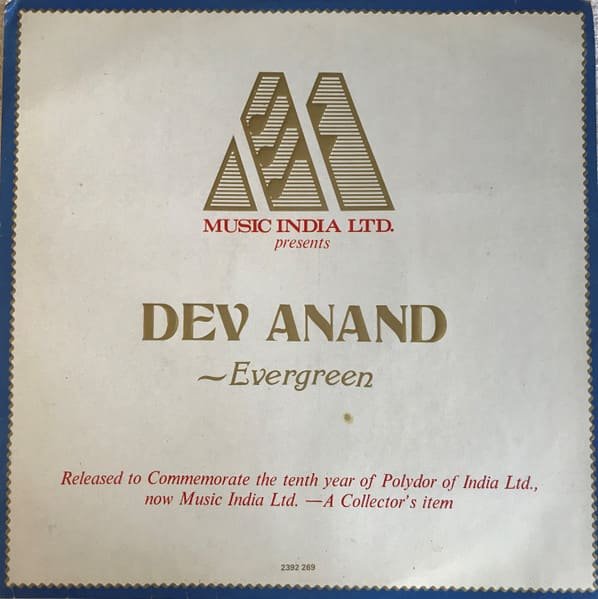 MUSIC INDIA LTD.
presents
DEV ANAND
~Evergreen
Released to Commemorate the tenth year of Polydor of India Ltd.,
now Music India Ltd. —A Collector's item
2392 269